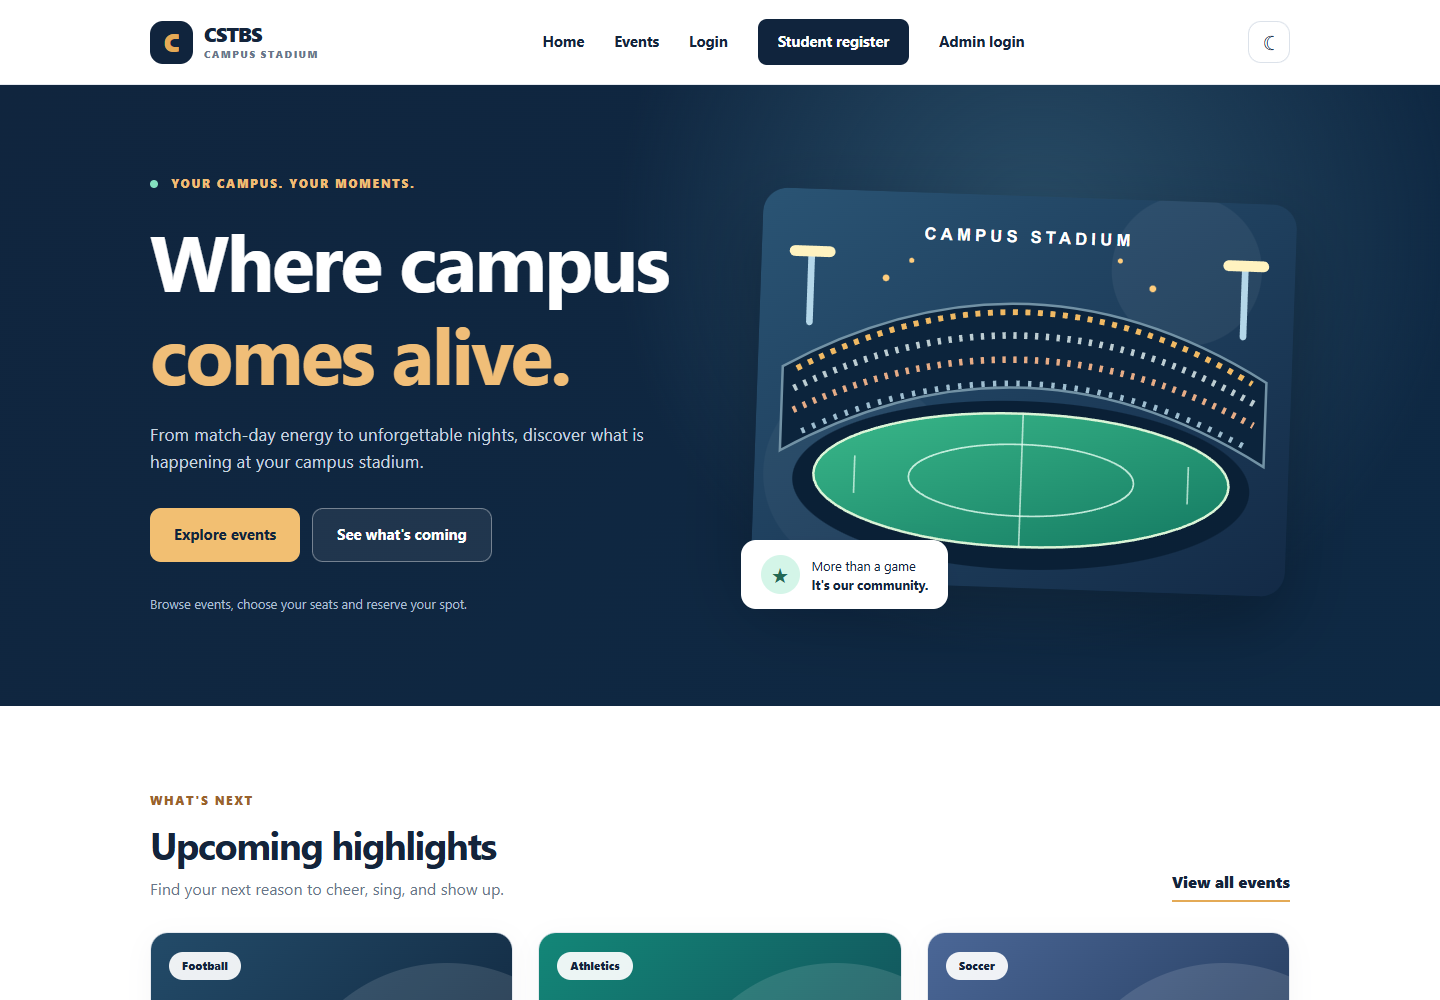 C
CSTBS
CAMPUS STADIUM
Home
Events
Login
Student register
Admin login
YOUR CAMPUS. YOUR MOMENTS.
Where campus
comes alive.
From match-day energy to unforgettable nights, discover what is
happening at your campus stadium.
Explore events
See what's coming
Browse events, choose your seats and reserve your spot.
CAMPUS STADIUM
More than a game
It's our community.
WHAT'S NEXT
Upcoming highlights
Find your next reason to cheer, sing, and show up.
View all events
Football
Athletics
Soccer